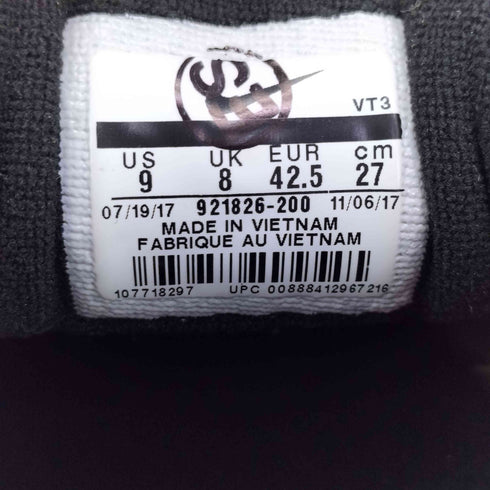 VT3
US UK EUR cm
9 8 42.5 27
07/19/17 921826-200 11/06/17
MADE IN VIETNAM
FABRIQUE AU VIETNAM
107718297 UPC 00888412967216